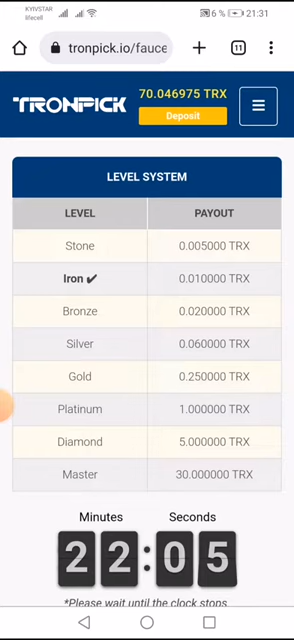 KYIVSTAR
lifecell
6 %
21:31
tronpick.io/fauce
11
TRONPICK
70.046975 TRX
Deposit
LEVEL SYSTEM
LEVEL PAYOUT
Stone 0.005000 TRX
Iron ✔ 0.010000 TRX
Bronze 0.020000 TRX
Silver 0.060000 TRX
Gold 0.250000 TRX
Platinum 1.000000 TRX
Diamond 5.000000 TRX
Master 30.000000 TRX
Minutes Seconds
22:05
*Please wait until the clock stops